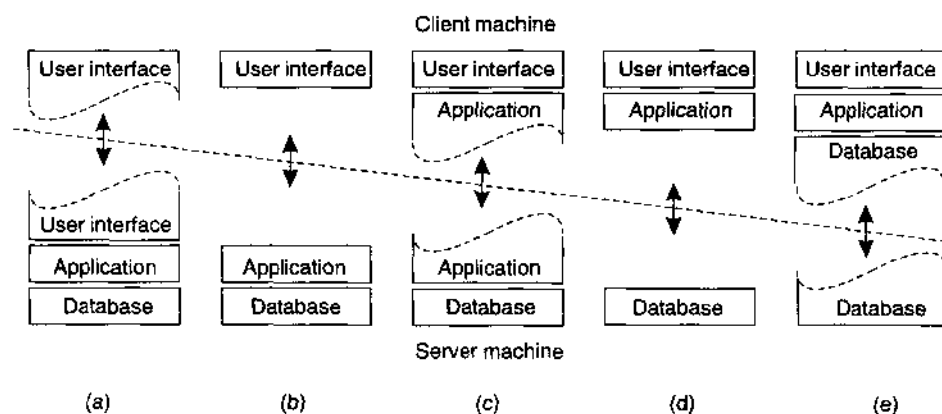 Client machine
User interface User interface User interface User interface User interface
Application Application Application
Database
User interface
Application Application Application
Database Database Database Database Database
Server machine
(a) (b) (c) (d) (e)